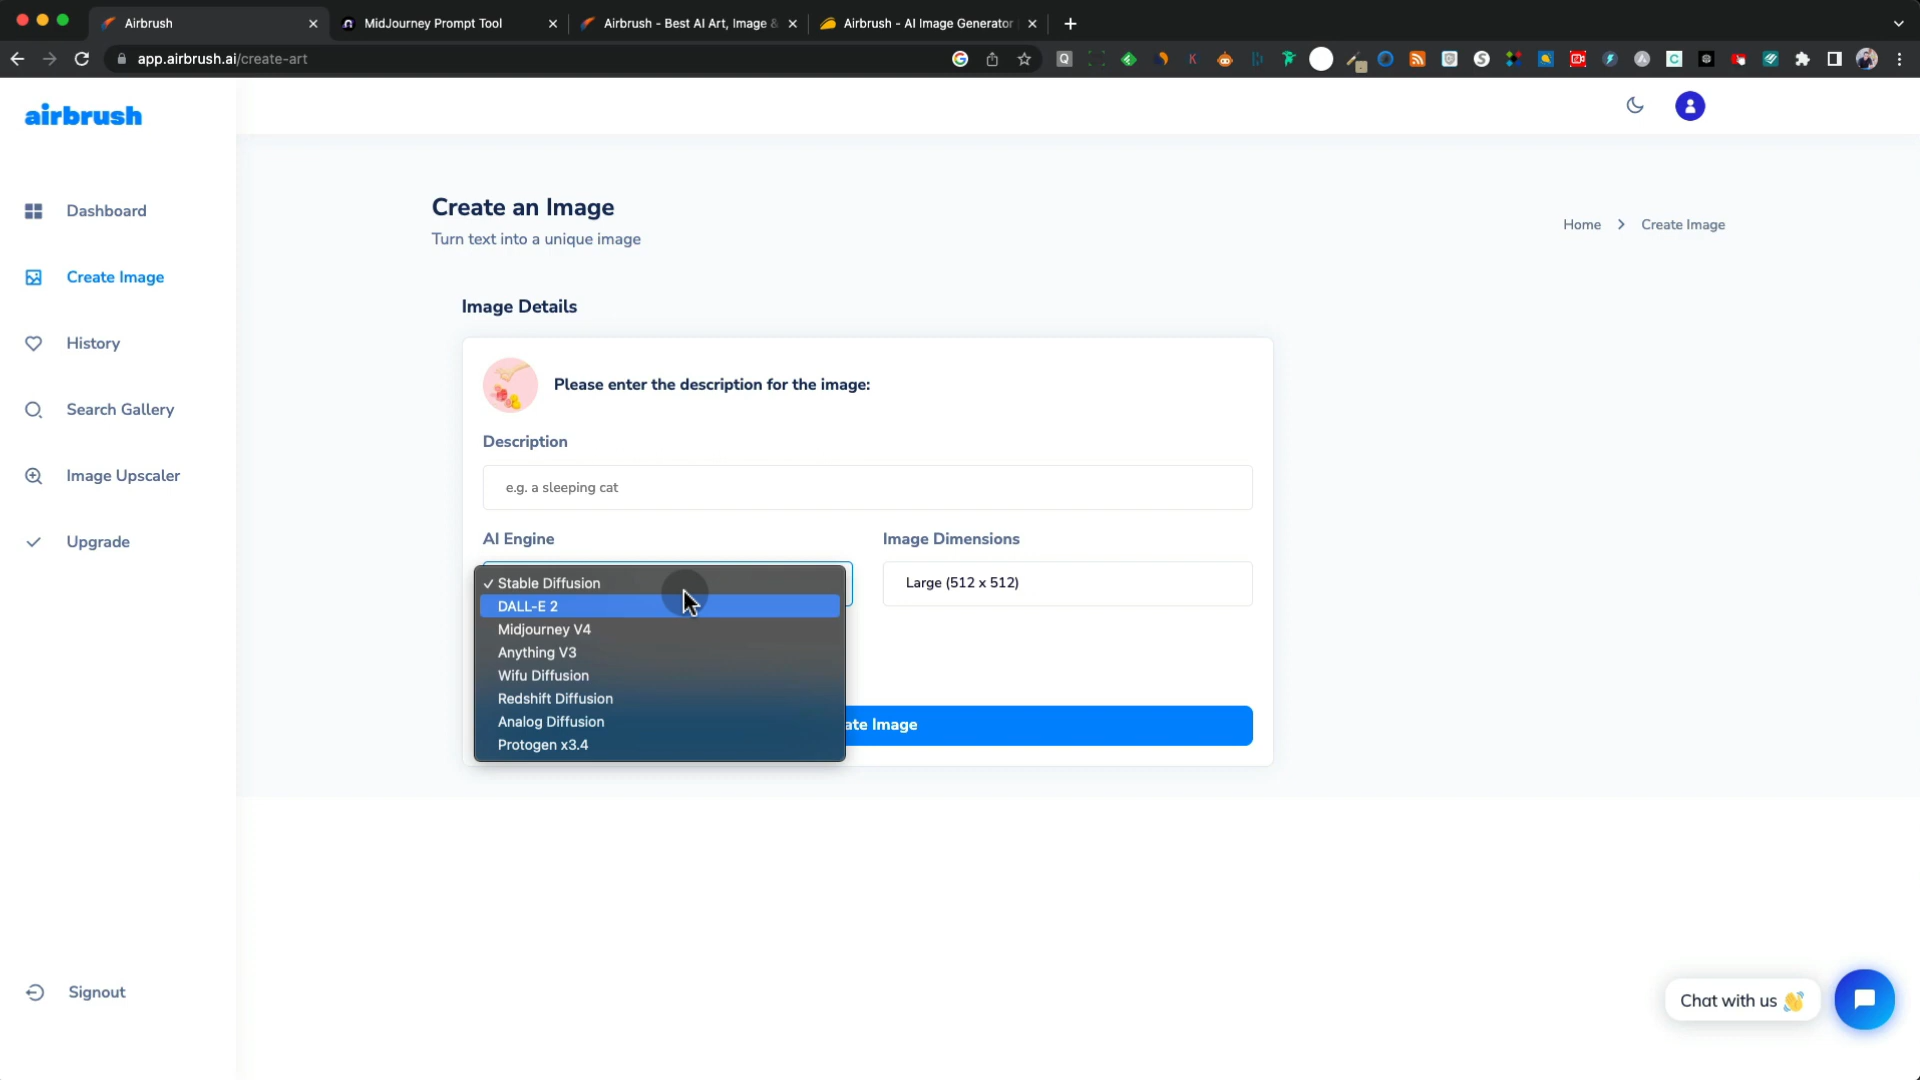 Airbrush
MidJourney Prompt Tool
Airbrush - Best AI Art, Image &
Airbrush - AI Image Generator
app.airbrush.ai/create-art
airbrush
Dashboard
Create Image
History
Search Gallery
Image Upscaler
Upgrade
Signout
Create an Image
Turn text into a unique image
Home > Create Image
Image Details
Please enter the description for the image:
Description
e.g. a sleeping cat
AI Engine
Image Dimensions
✓ Stable Diffusion
DALL-E 2
Midjourney V4
Anything V3
Wifu Diffusion
Redshift Diffusion
Analog Diffusion
Protogen x3.4
Large (512 x 512)
ate Image
Chat with us 👋